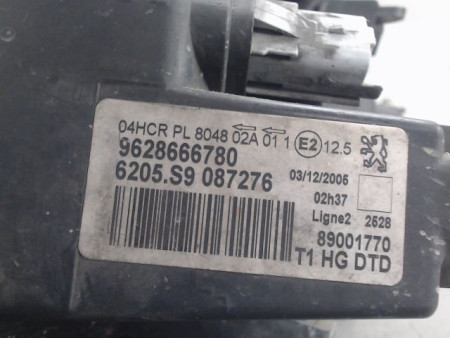 04HCR PL 8048 02A 01 1 E2 12.5
9628666780
6205.S9 087276 03/12/2005
02h37
Ligne2 2528
89001770
T1 HG DTD